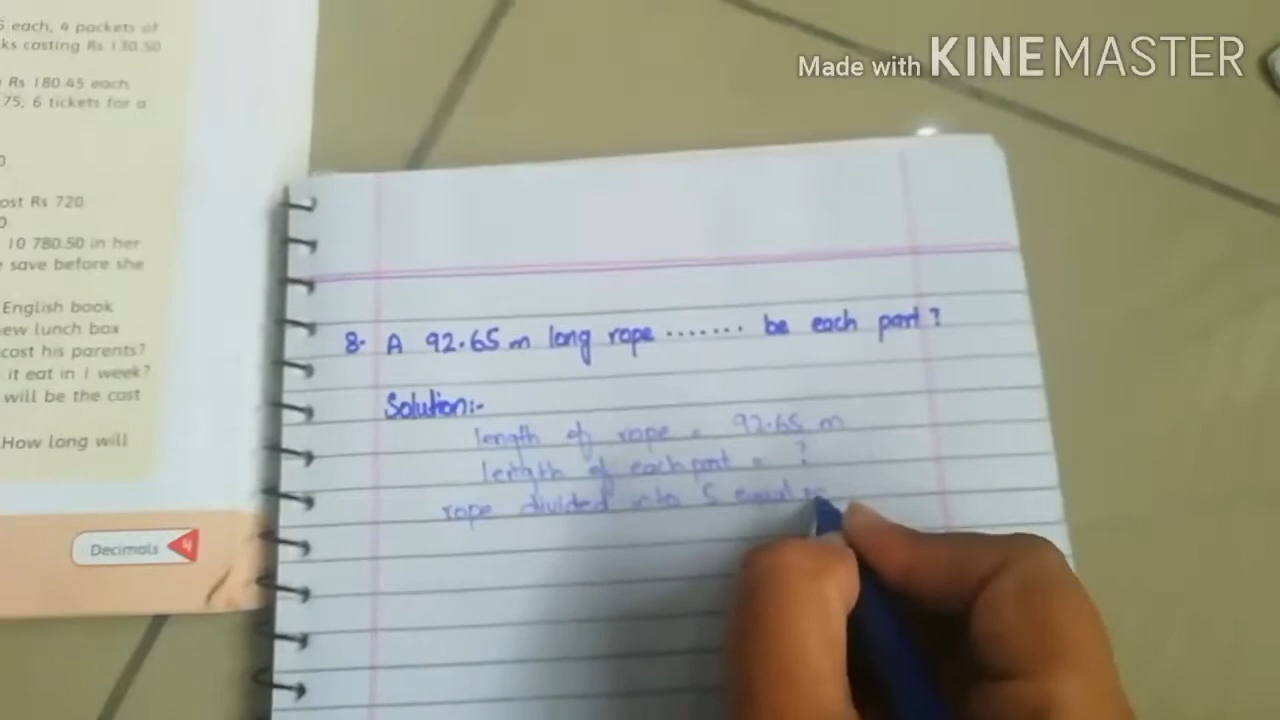 5 each, 4 packets of
ks costing Rs 130.50
Rs 180.45 each
75, 6 tickets for a
0
ost Rs 720
0
10 780.50 in her
save before she
English book
ew lunch box
cost his parents?
it eat in 1 week?
will be the cost
How long will
Decimals 4
Made with KINEMASTER
8. A 92.65 m long rope ....... be each part?
Solution:-
length of rope = 92.65 m
length of each part = ?
rope divided into 5 equal